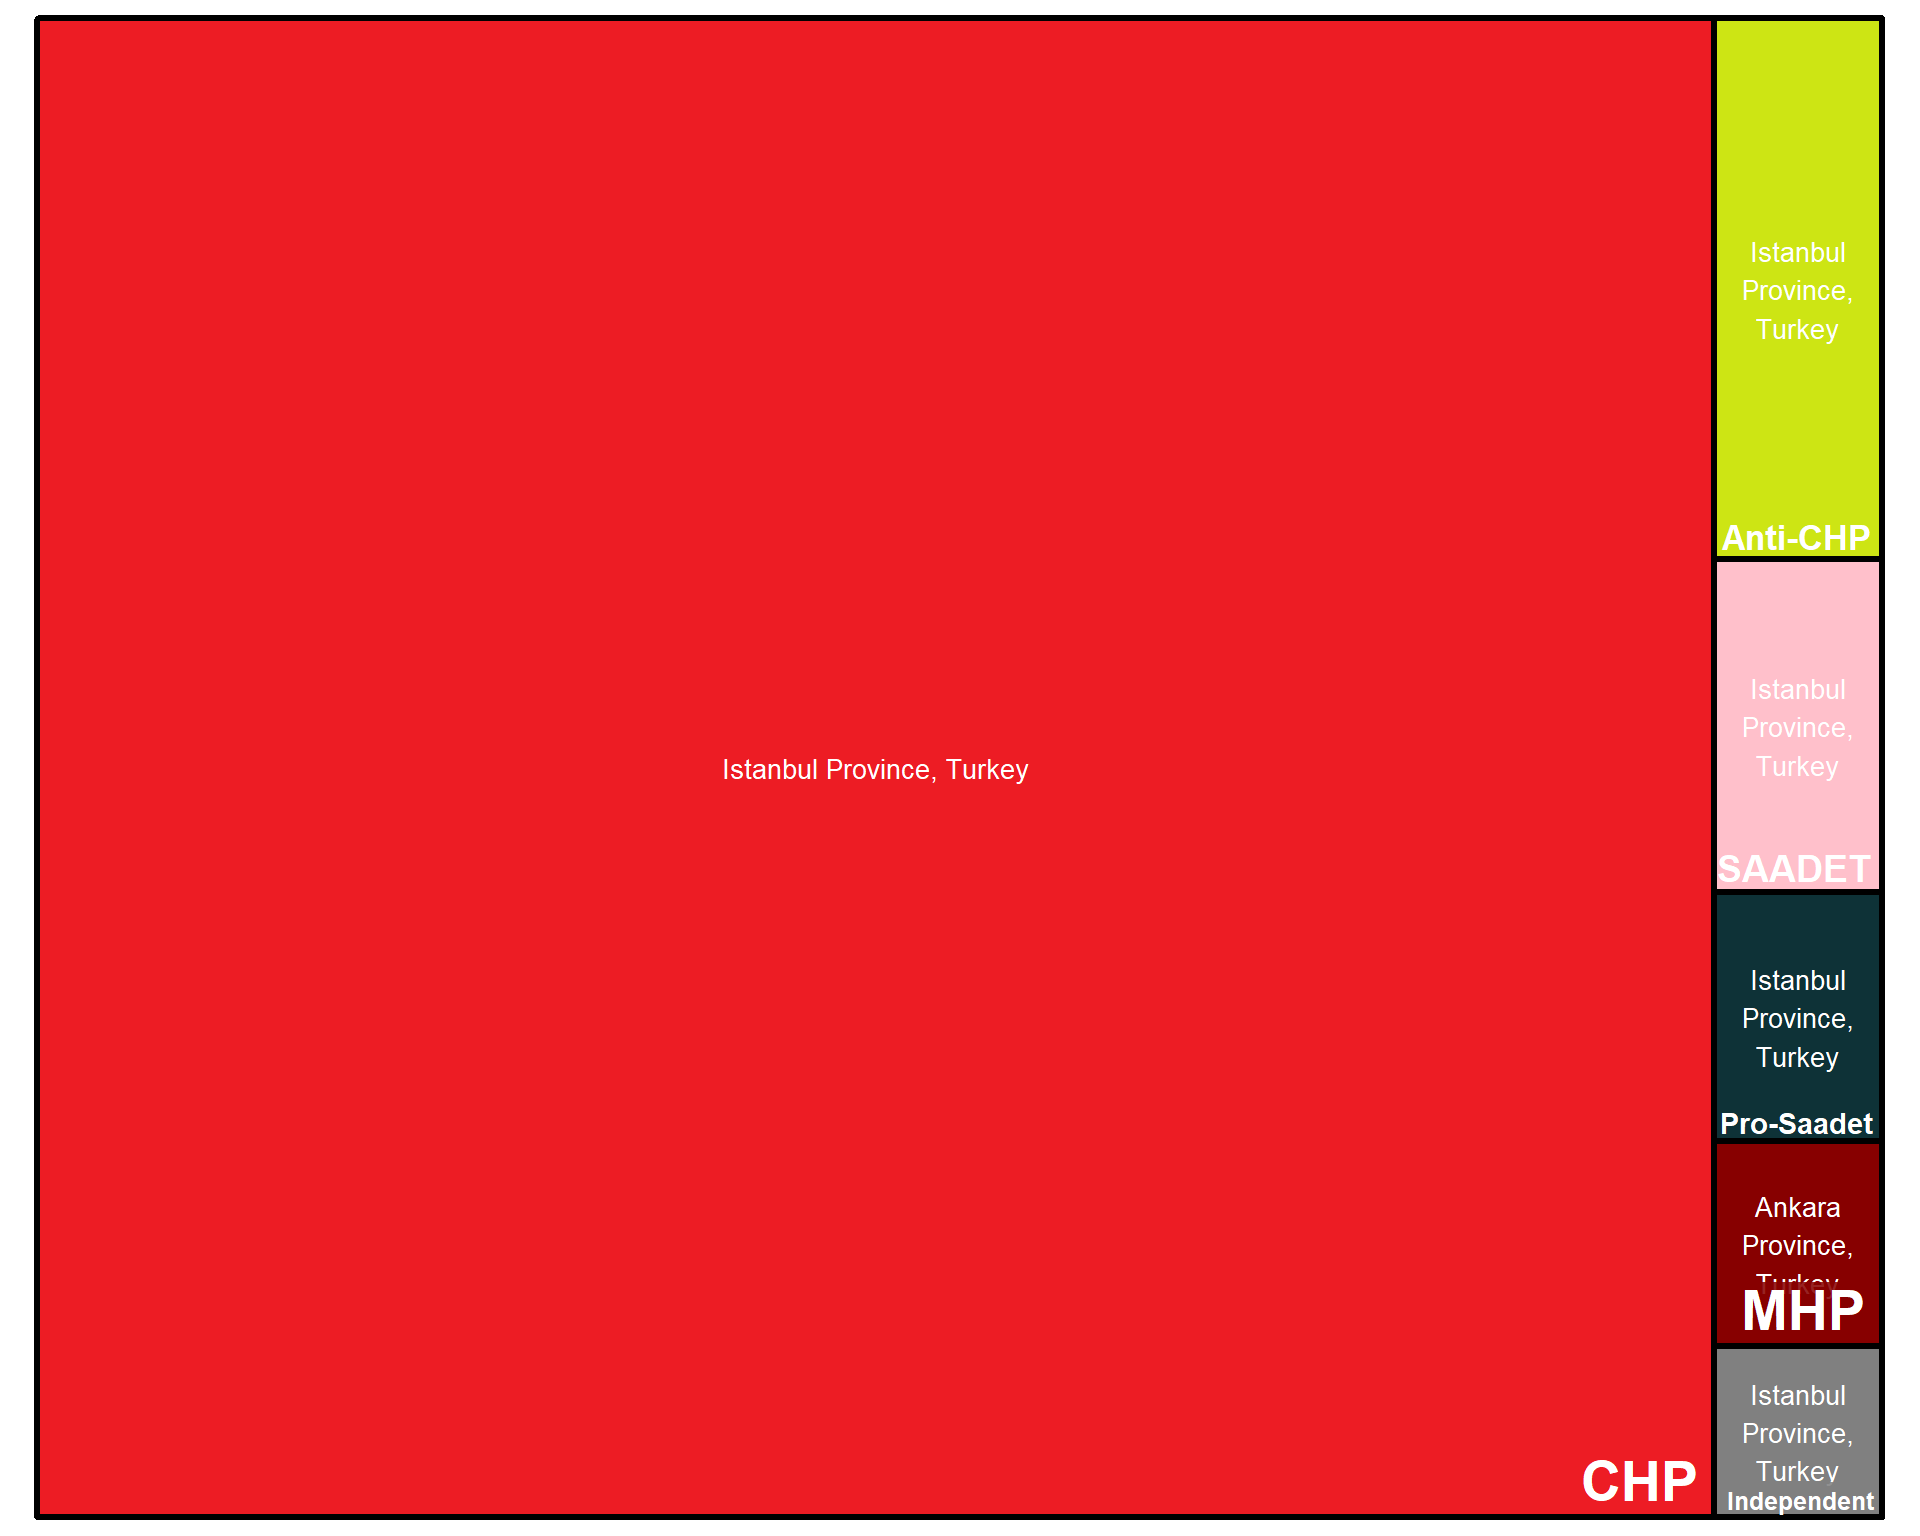 Istanbul Province, Turkey
CHP
Istanbul
Province,
Turkey
Anti-CHP
Istanbul
Province,
Turkey
SAADET
Istanbul
Province,
Turkey
Pro-Saadet
Ankara
Province,
Turkey
MHP
Istanbul
Province,
Turkey
Independent